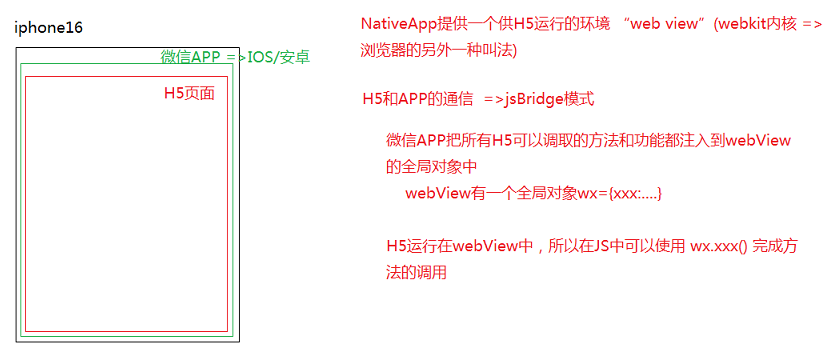 iphone16
微信APP =>IOS/安卓
H5页面
NativeApp提供一个供H5运行的环境 “web view”(webkit内核 =>
浏览器的另外一种叫法)
H5和APP的通信 =>jsBridge模式
微信APP把所有H5可以调取的方法和功能都注入到webView
的全局对象中
webView有一个全局对象wx={xxx:....}
H5运行在webView中，所以在JS中可以使用 wx.xxx() 完成方
法的调用